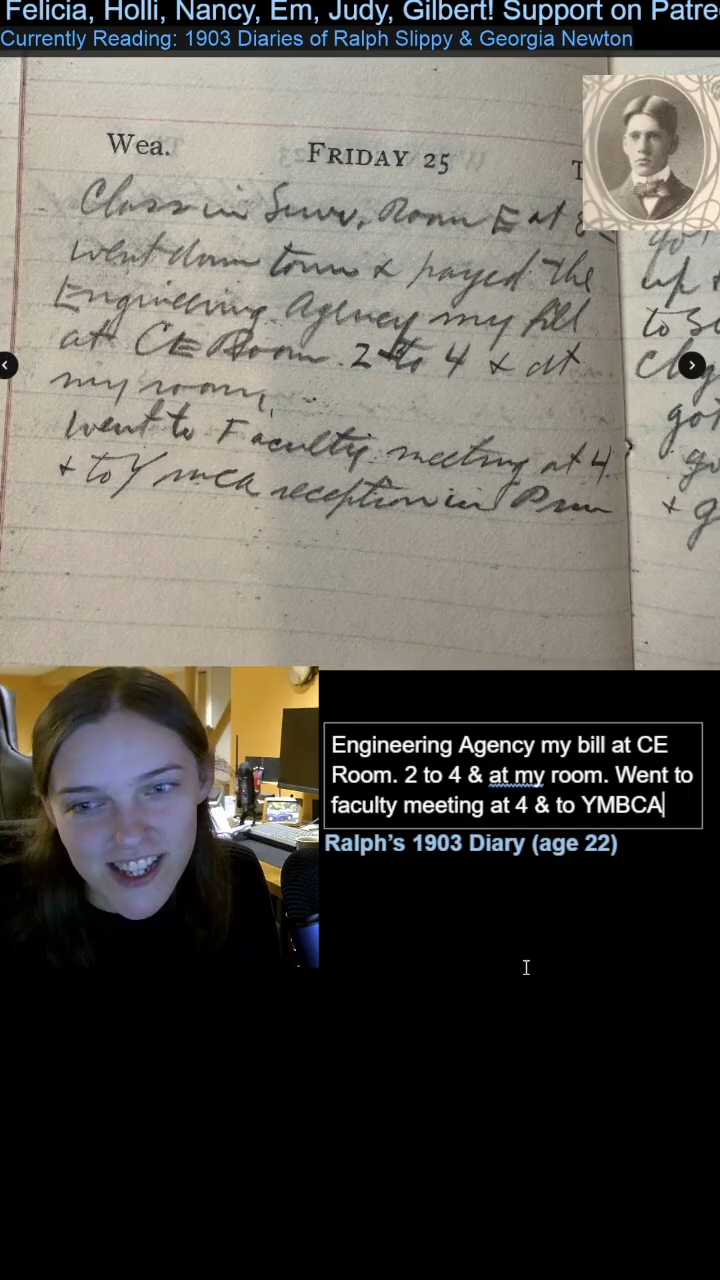 Felicia, Holli, Nancy, Em, Judy, Gilbert! Support on Patre
Currently Reading: 1903 Diaries of Ralph Slippy & Georgia Newton
Wea.
FRIDAY 25
T
Class in Surv. Room E at 8
went down town & payed the
Engineering Agency my bill
at CE Room. 2 to 4 & at
my room.
Went to Faculty meeting at 4
& to Ymca reception in
up
to
+ g
Engineering Agency my bill at CE
Room. 2 to 4 & at my room. Went to
faculty meeting at 4 & to YMBCA
Ralph's 1903 Diary (age 22)